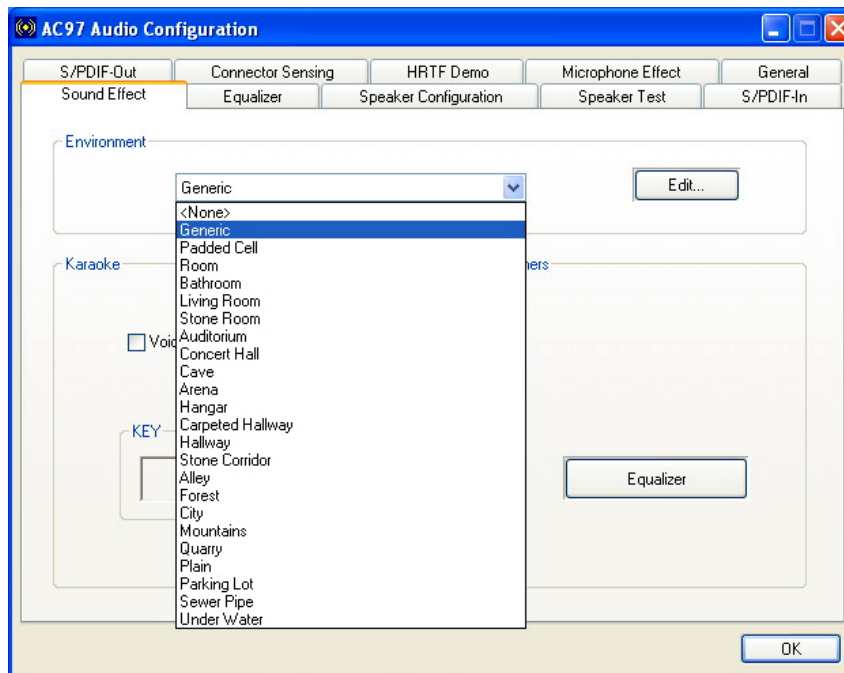 AC97 Audio Configuration
S/PDIF-Out Connector Sensing HRTF Demo Microphone Effect General
Sound Effect Equalizer Speaker Configuration Speaker Test S/PDIF-In
Environment
Generic Edit...
<None>
Generic
Padded Cell
Room
Bathroom
Living Room
Stone Room
Auditorium
Concert Hall
Cave
Arena
Hangar
Carpeted Hallway
Hallway
Stone Corridor
Alley
Forest
City
Mountains
Quarry
Plain
Parking Lot
Sewer Pipe
Under Water
Karaoke
KEY
Equalizer
OK